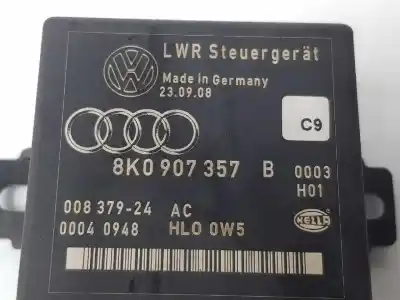 LWR Steuergerät
Made in Germany
23.09.08
C9
8K0 907 357 B 0003
H01
008 379-24 AC
0004 0948 HLO 0W5
HELLA